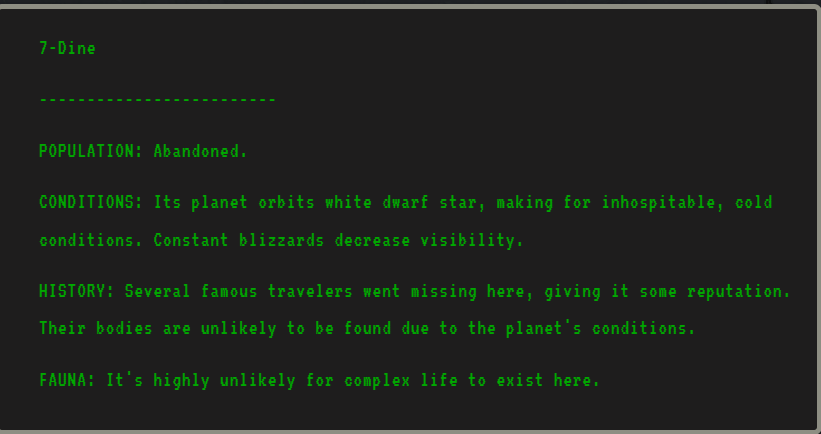 7-Dine
-------------------------
POPULATION: Abandoned.
CONDITIONS: Its planet orbits white dwarf star, making for inhospitable, cold
conditions. Constant blizzards decrease visibility.
HISTORY: Several famous travelers went missing here, giving it some reputation.
Their bodies are unlikely to be found due to the planet's conditions.
FAUNA: It's highly unlikely for complex life to exist here.